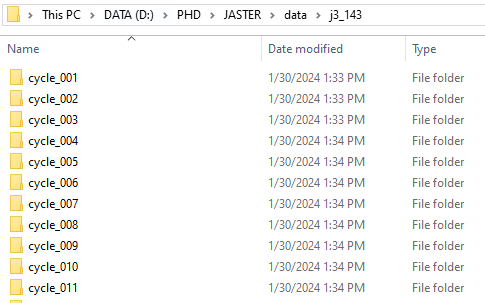 This PC > DATA (D:) > PHD > JASTER > data > j3_143
Name Date modified Type
cycle_001 1/30/2024 1:33 PM File folder
cycle_002 1/30/2024 1:33 PM File folder
cycle_003 1/30/2024 1:33 PM File folder
cycle_004 1/30/2024 1:34 PM File folder
cycle_005 1/30/2024 1:34 PM File folder
cycle_006 1/30/2024 1:34 PM File folder
cycle_007 1/30/2024 1:34 PM File folder
cycle_008 1/30/2024 1:34 PM File folder
cycle_009 1/30/2024 1:34 PM File folder
cycle_010 1/30/2024 1:34 PM File folder
cycle_011 1/30/2024 1:34 PM File folder